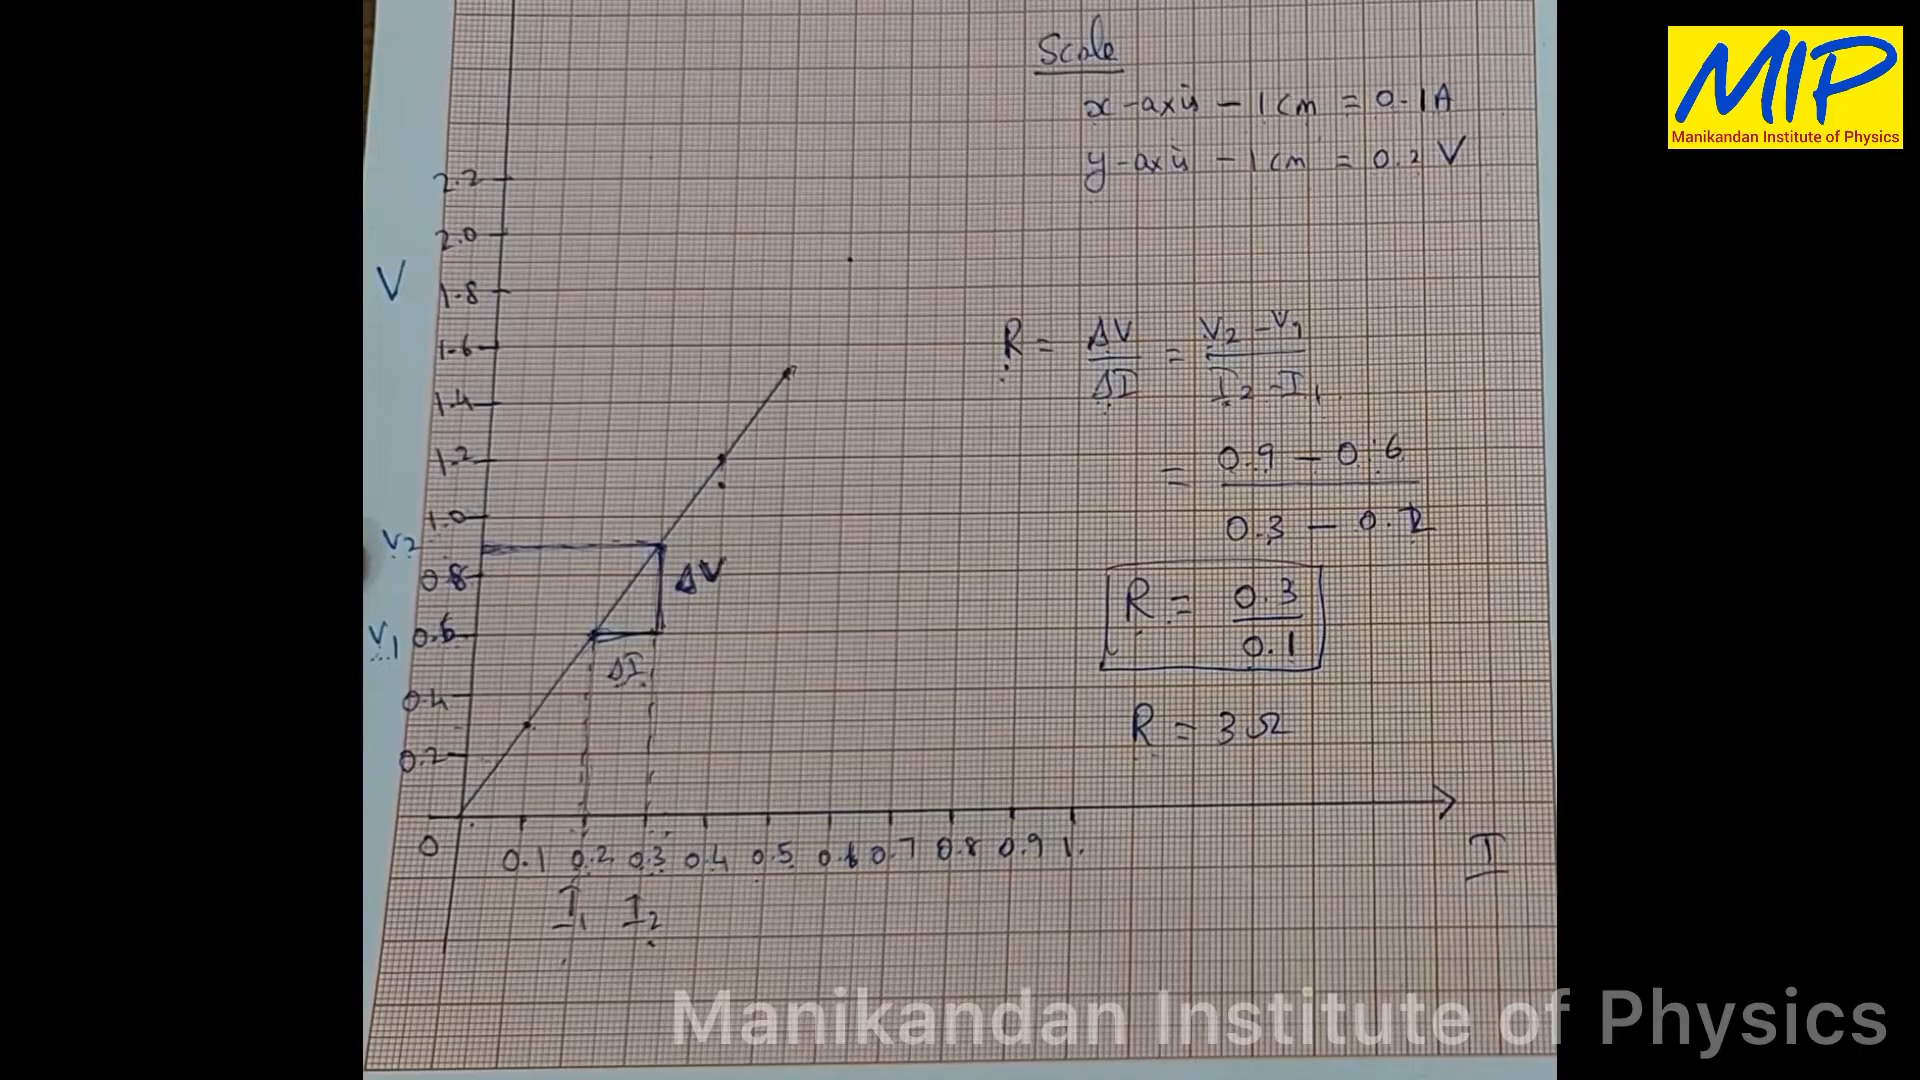 MIP
Manikandan Institute of Physics
Scale
x-axis - 1cm = 0.1A
y-axis - 1cm = 0.2 V
2.2
2.0
V
1.8
1.6
1.4
1.2
1.0
V2
0.8
V1 0.6
0.4
0.2
ΔV
ΔI
R = ΔV/ΔI = V2 - V1 / I2 - I1
= 0.9 - 0.6 / 0.3 - 0.2
R = 0.3 / 0.1
R = 3 Ω
0 0.1 0.2 0.3 0.4 0.5 0.6 0.7 0.8 0.9 1.
I
I1 I2
Manikandan Institute of Physics